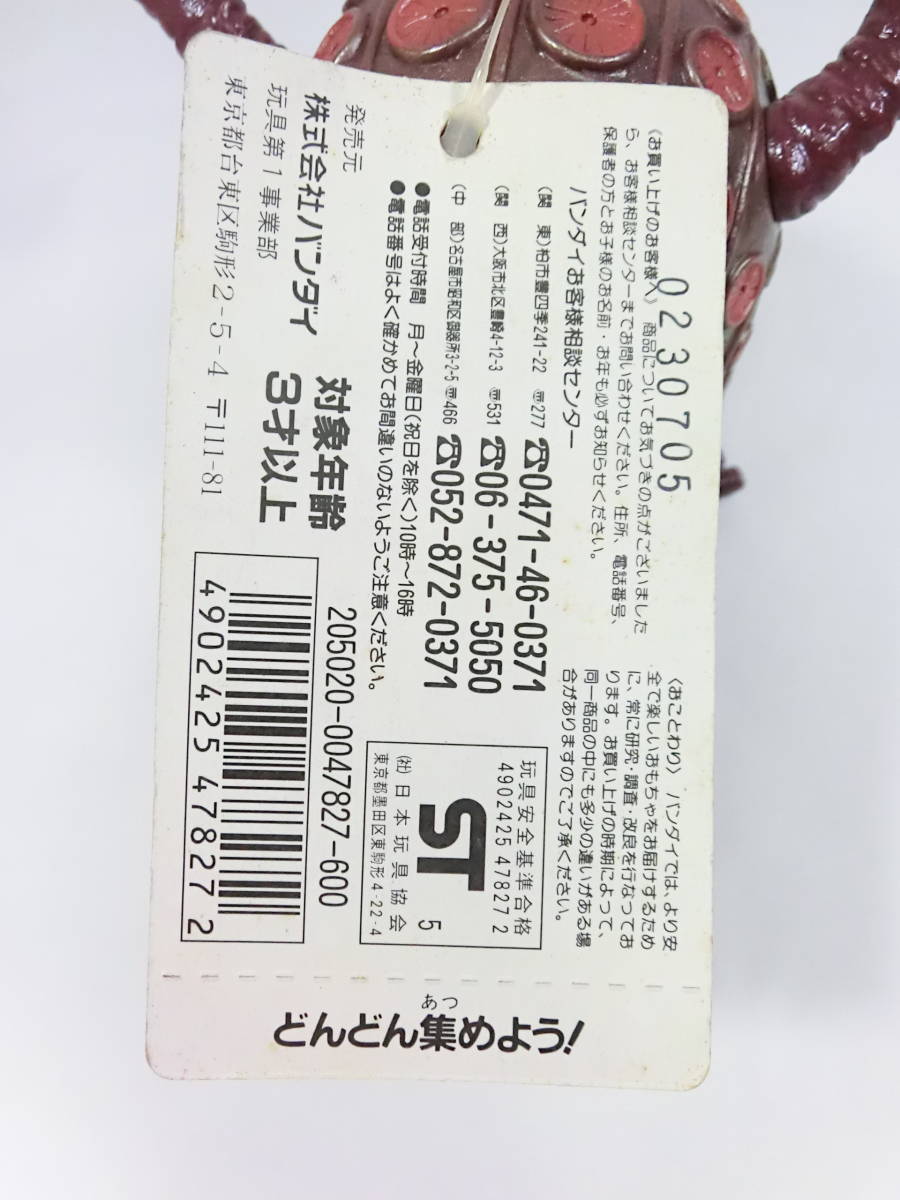 0230705
〈お買い上げのお客様へ〉 商品についてお気づきの点がございました
ら、お客様相談センターまでお問い合わせください。住所、電話番号、
保護者の方とお子様のお名前・お年も必ずお知らせください。
バンダイお客様相談センター
(関 東)柏市豊四季241-22 〠277 ☎0471-46-0371
(関 西)大阪市北区豊崎4-12-3 〠531 ☎06-375-5050
(中 部)名古屋市昭和区御器所3-2-5 〠466 ☎052-872-0371
●電話受付時間 月〜金曜日(祝日を除く)10時〜16時
●電話番号はよく確かめてお間違いのないようご注意ください。
発売元
株式会社バンダイ
玩具第1事業部
東京都台東区駒形2-5-4 〒111-81
対象年齢
3才以上
〈おことわり〉 バンダイでは、より安
全で楽しいおもちゃをお届けするため
に、常に研究・調査・改良を行なってお
ります。お買い上げの時期によって、
同一商品の中にも多少の違いがある場
合がありますのでご了承ください。
玩具安全基準合格
4902425 47827 2
ST 5
(社)日本玩具協会
東京都墨田区東駒形4-22-4
205020-0047827-600
4902425478272
あつ
どんどん集めよう!